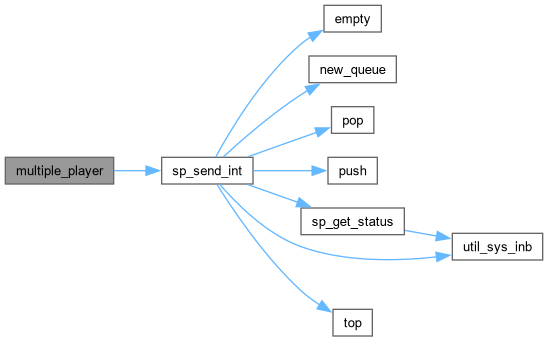 empty
new_queue
pop
multiple_player
sp_send_int
push
sp_get_status
util_sys_inb
top